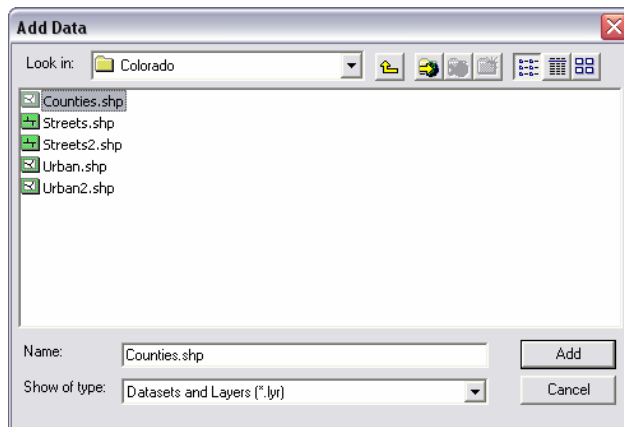 Add Data
Look in: Colorado
Counties.shp
Streets.shp
Streets2.shp
Urban.shp
Urban2.shp
Name: Counties.shp Add
Show of type: Datasets and Layers (*.lyr) Cancel